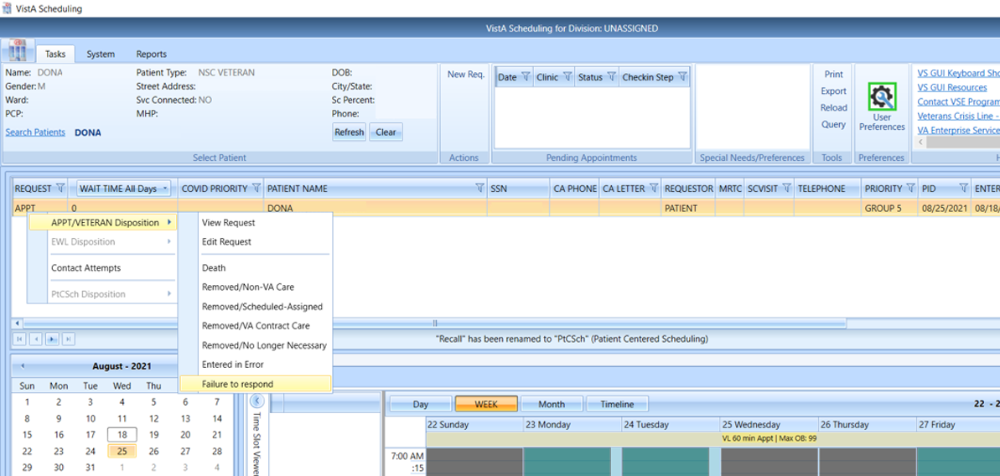 VistA Scheduling
VistA Scheduling for Division: UNASSIGNED
Tasks System Reports
Name: DONA Patient Type: NSC VETERAN DOB:
Gender: M Street Address: City/State:
Ward: Svc Connected: NO Sc Percent:
PCP: MHP: Phone:
Search Patients DONA Refresh Clear
Select Patient
New Req.
Actions
Date Clinic Status Checkin Step
Pending Appointments
Special Needs/Preferences
Print
Export
Reload
Query
Tools
User
Preferences
Preferences
VS GUI Keyboard Sho
VS GUI Resources
Contact VSE Program
Veterans Crisis Line -
VA Enterprise Service
H
REQUEST WAIT TIME All Days COVID PRIORITY PATIENT NAME SSN CA PHONE CA LETTER REQUESTOR MRTC SCVISIT TELEPHONE PRIORITY PID ENTER
APPT 0 DONA PATIENT GROUP 5 08/25/2021 08/18/
APPT/VETERAN Disposition
EWL Disposition
Contact Attempts
PtCSch Disposition
View Request
Edit Request
Death
Removed/Non-VA Care
Removed/Scheduled-Assigned
Removed/VA Contract Care
Removed/No Longer Necessary
Entered in Error
Failure to respond
"Recall" has been renamed to "PtCSch" (Patient Centered Scheduling)
August - 2021
Sun Mon Tue Wed Thu
1 2 3 4 5 6 7
8 9 10 11 12 13 14
15 16 17 18 19 20 21
22 23 24 25 26 27 28
29 30 31 1 2 3 4
Time Slot Viewer
Day WEEK Month Timeline 22 - 2
22 Sunday 23 Monday 24 Tuesday 25 Wednesday 26 Thursday 27 Friday
VL 60 min Appt | Max OB: 99
7:00 AM
:15